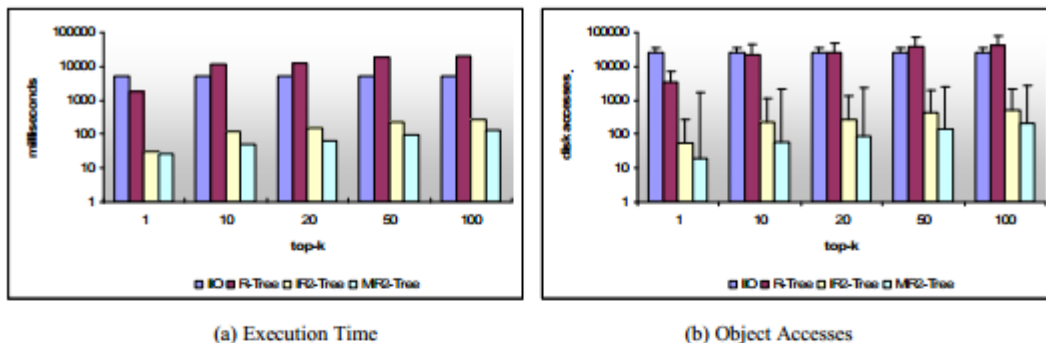 100000
10000
1000
100
10
1
milliseconds
1 10 20 50 100
top-k
IIO R-Tree IR2-Tree MIR2-Tree
(a) Execution Time
100000
10000
1000
100
10
1
disk accesses.
1 10 20 50 100
top-k
IIO R-Tree IR2-Tree MIR2-Tree
(b) Object Accesses